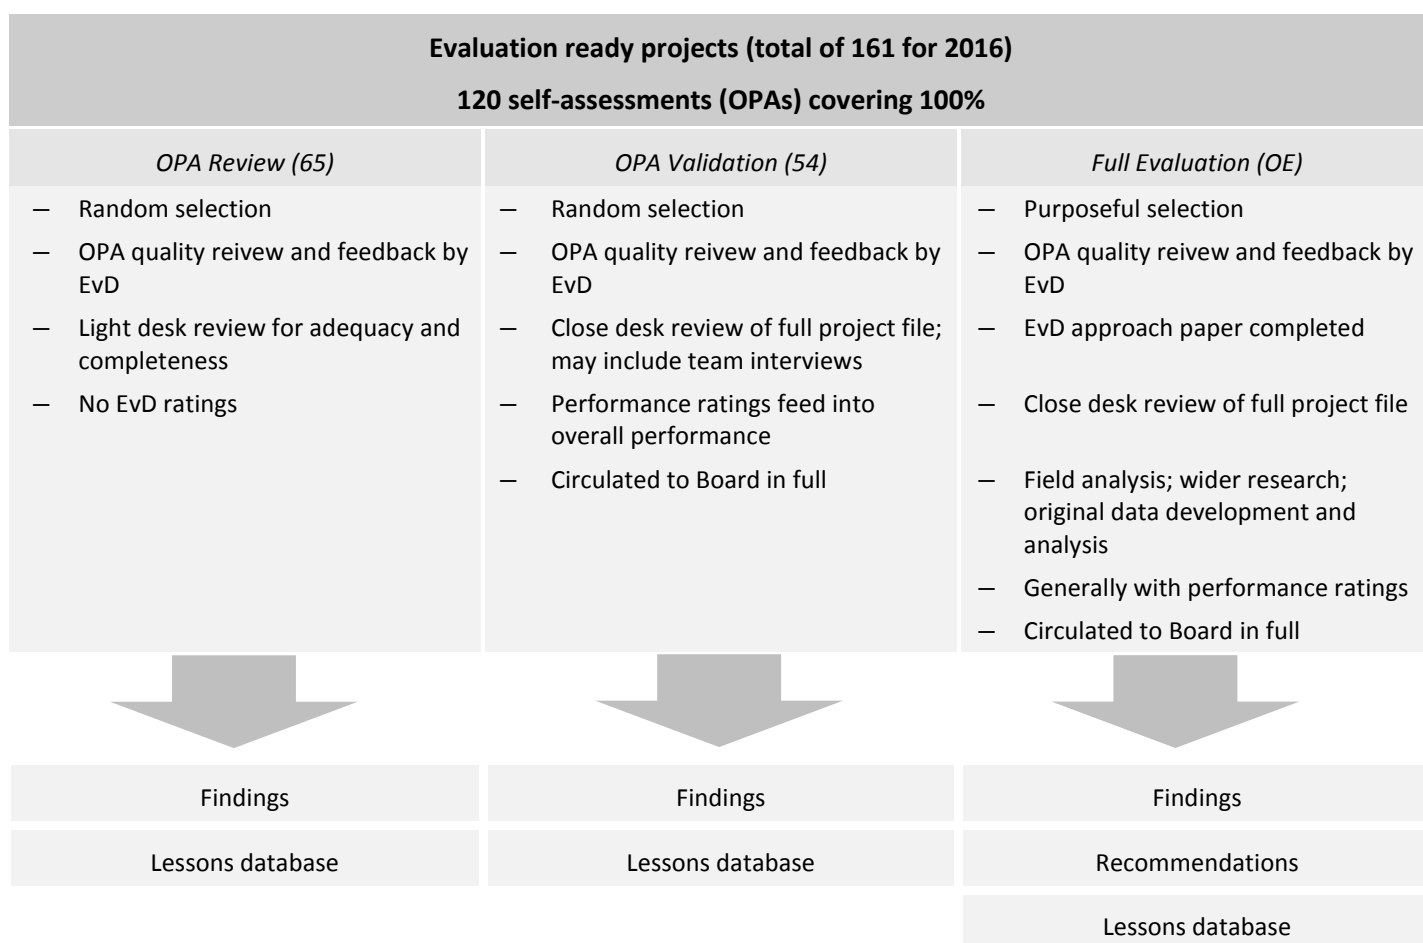 Evaluation ready projects (total of 161 for 2016)
120 self-assessments (OPAs) covering 100%
OPA Review (65)
— Random selection
— OPA quality reivew and feedback by
EvD
— Light desk review for adequacy and
completeness
— No EvD ratings
OPA Validation (54)
— Random selection
— OPA quality reivew and feedback by
EvD
— Close desk review of full project file;
may include team interviews
— Performance ratings feed into
overall performance
— Circulated to Board in full
Full Evaluation (OE)
— Purposeful selection
— OPA quality reivew and feedback by
EvD
— EvD approach paper completed
— Close desk review of full project file
— Field analysis; wider research;
original data development and
analysis
— Generally with performance ratings
— Circulated to Board in full
Findings
Lessons database
Findings
Lessons database
Findings
Recommendations
Lessons database